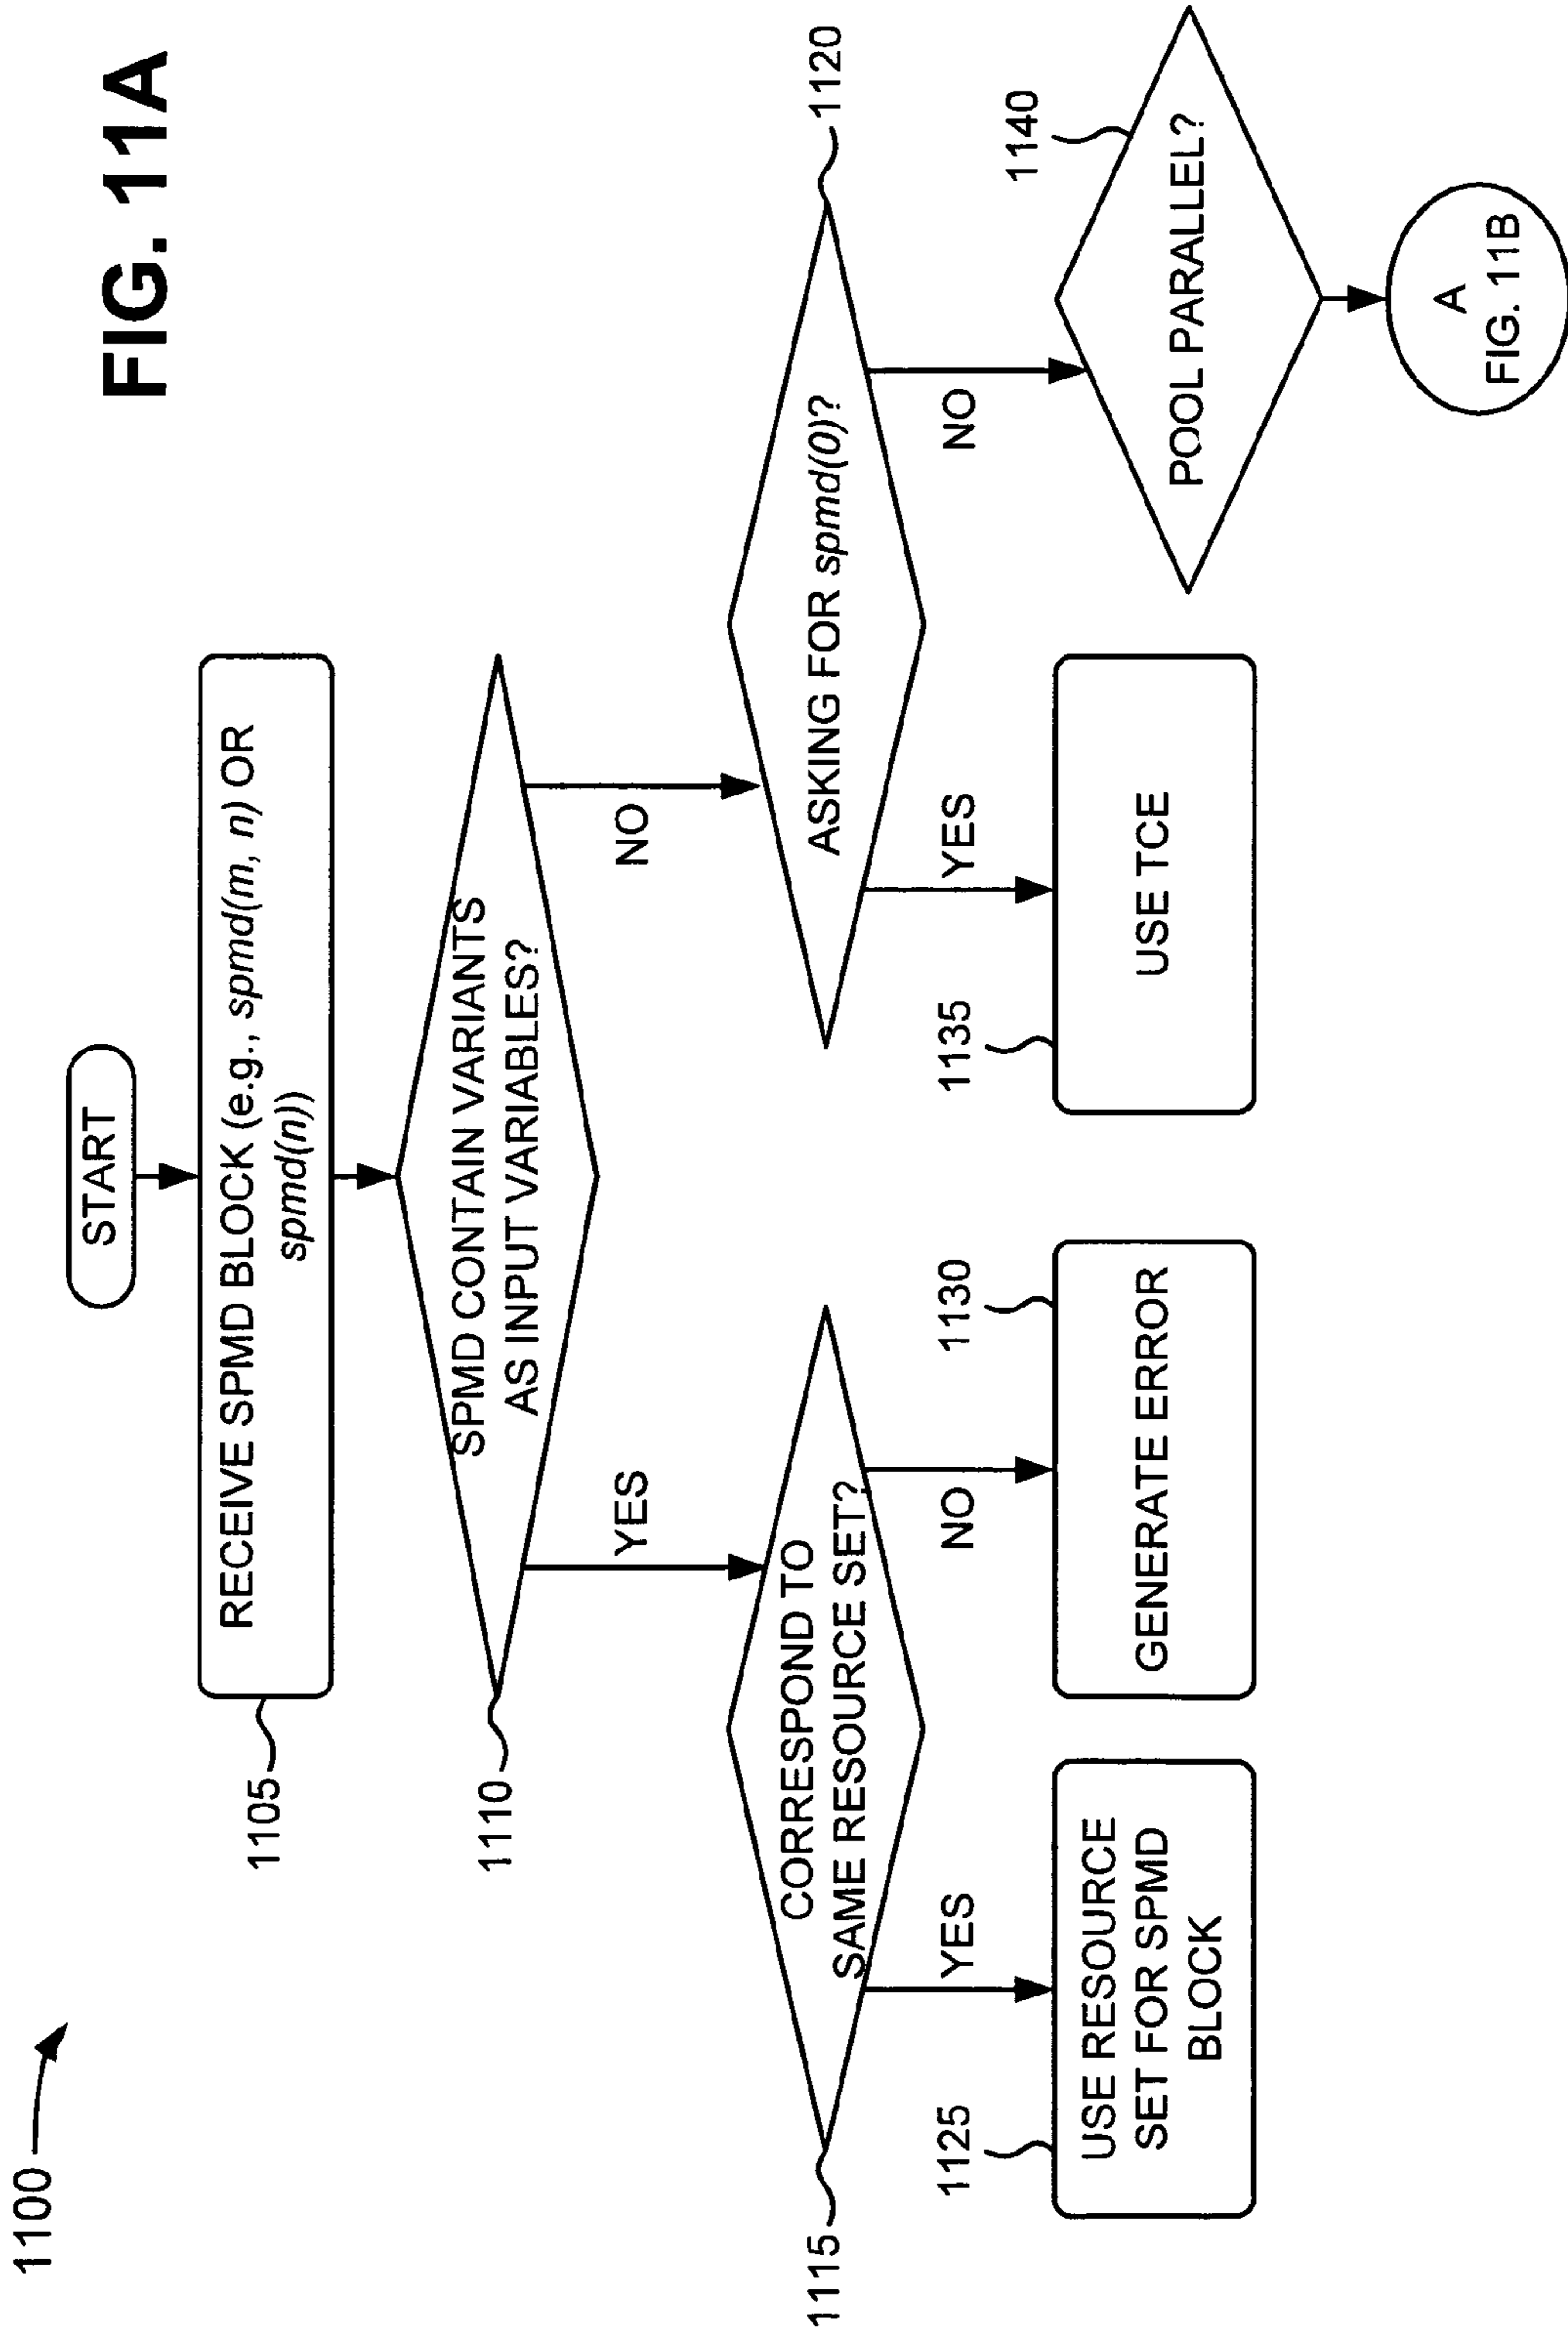 FIG. 11A
1100
START
RECEIVE SPMD BLOCK (e.g., spmd(m, n) OR
spmd(n))
1105
SPMD CONTAIN VARIANTS
AS INPUT VARIABLES?
1110
YES
NO
CORRESPOND TO
SAME RESOURCE SET?
1115
ASKING FOR spmd(0)?
1120
YES
NO
YES
NO
1125
USE RESOURCE
SET FOR SPMD
BLOCK
1130
GENERATE ERROR
1135
USE TCE
1140
POOL PARALLEL?
A
FIG. 11B